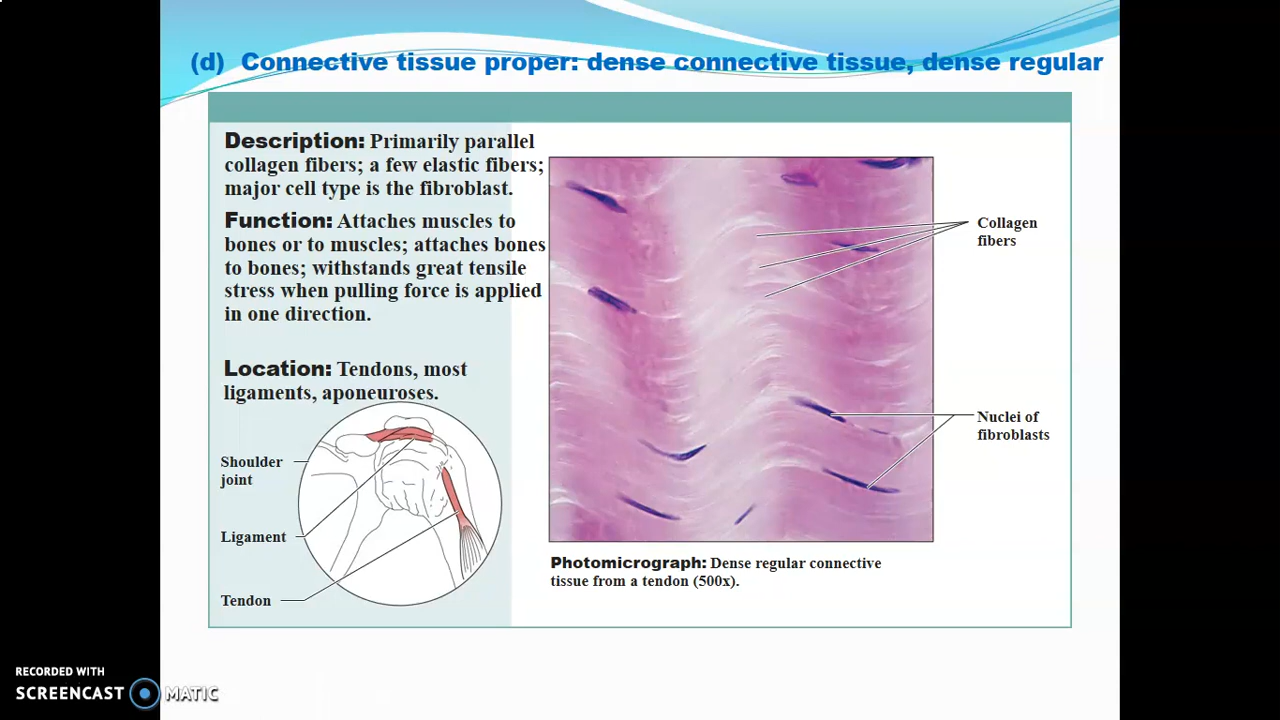 (d) Connective tissue proper: dense connective tissue, dense regular
Description: Primarily parallel
collagen fibers; a few elastic fibers;
major cell type is the fibroblast.
Function: Attaches muscles to
bones or to muscles; attaches bones
to bones; withstands great tensile
stress when pulling force is applied
in one direction.
Location: Tendons, most
ligaments, aponeuroses.
Shoulder
joint
Ligament
Tendon
Collagen
fibers
Nuclei of
fibroblasts
Photomicrograph: Dense regular connective
tissue from a tendon (500x).
RECORDED WITH
SCREENCAST MATIC